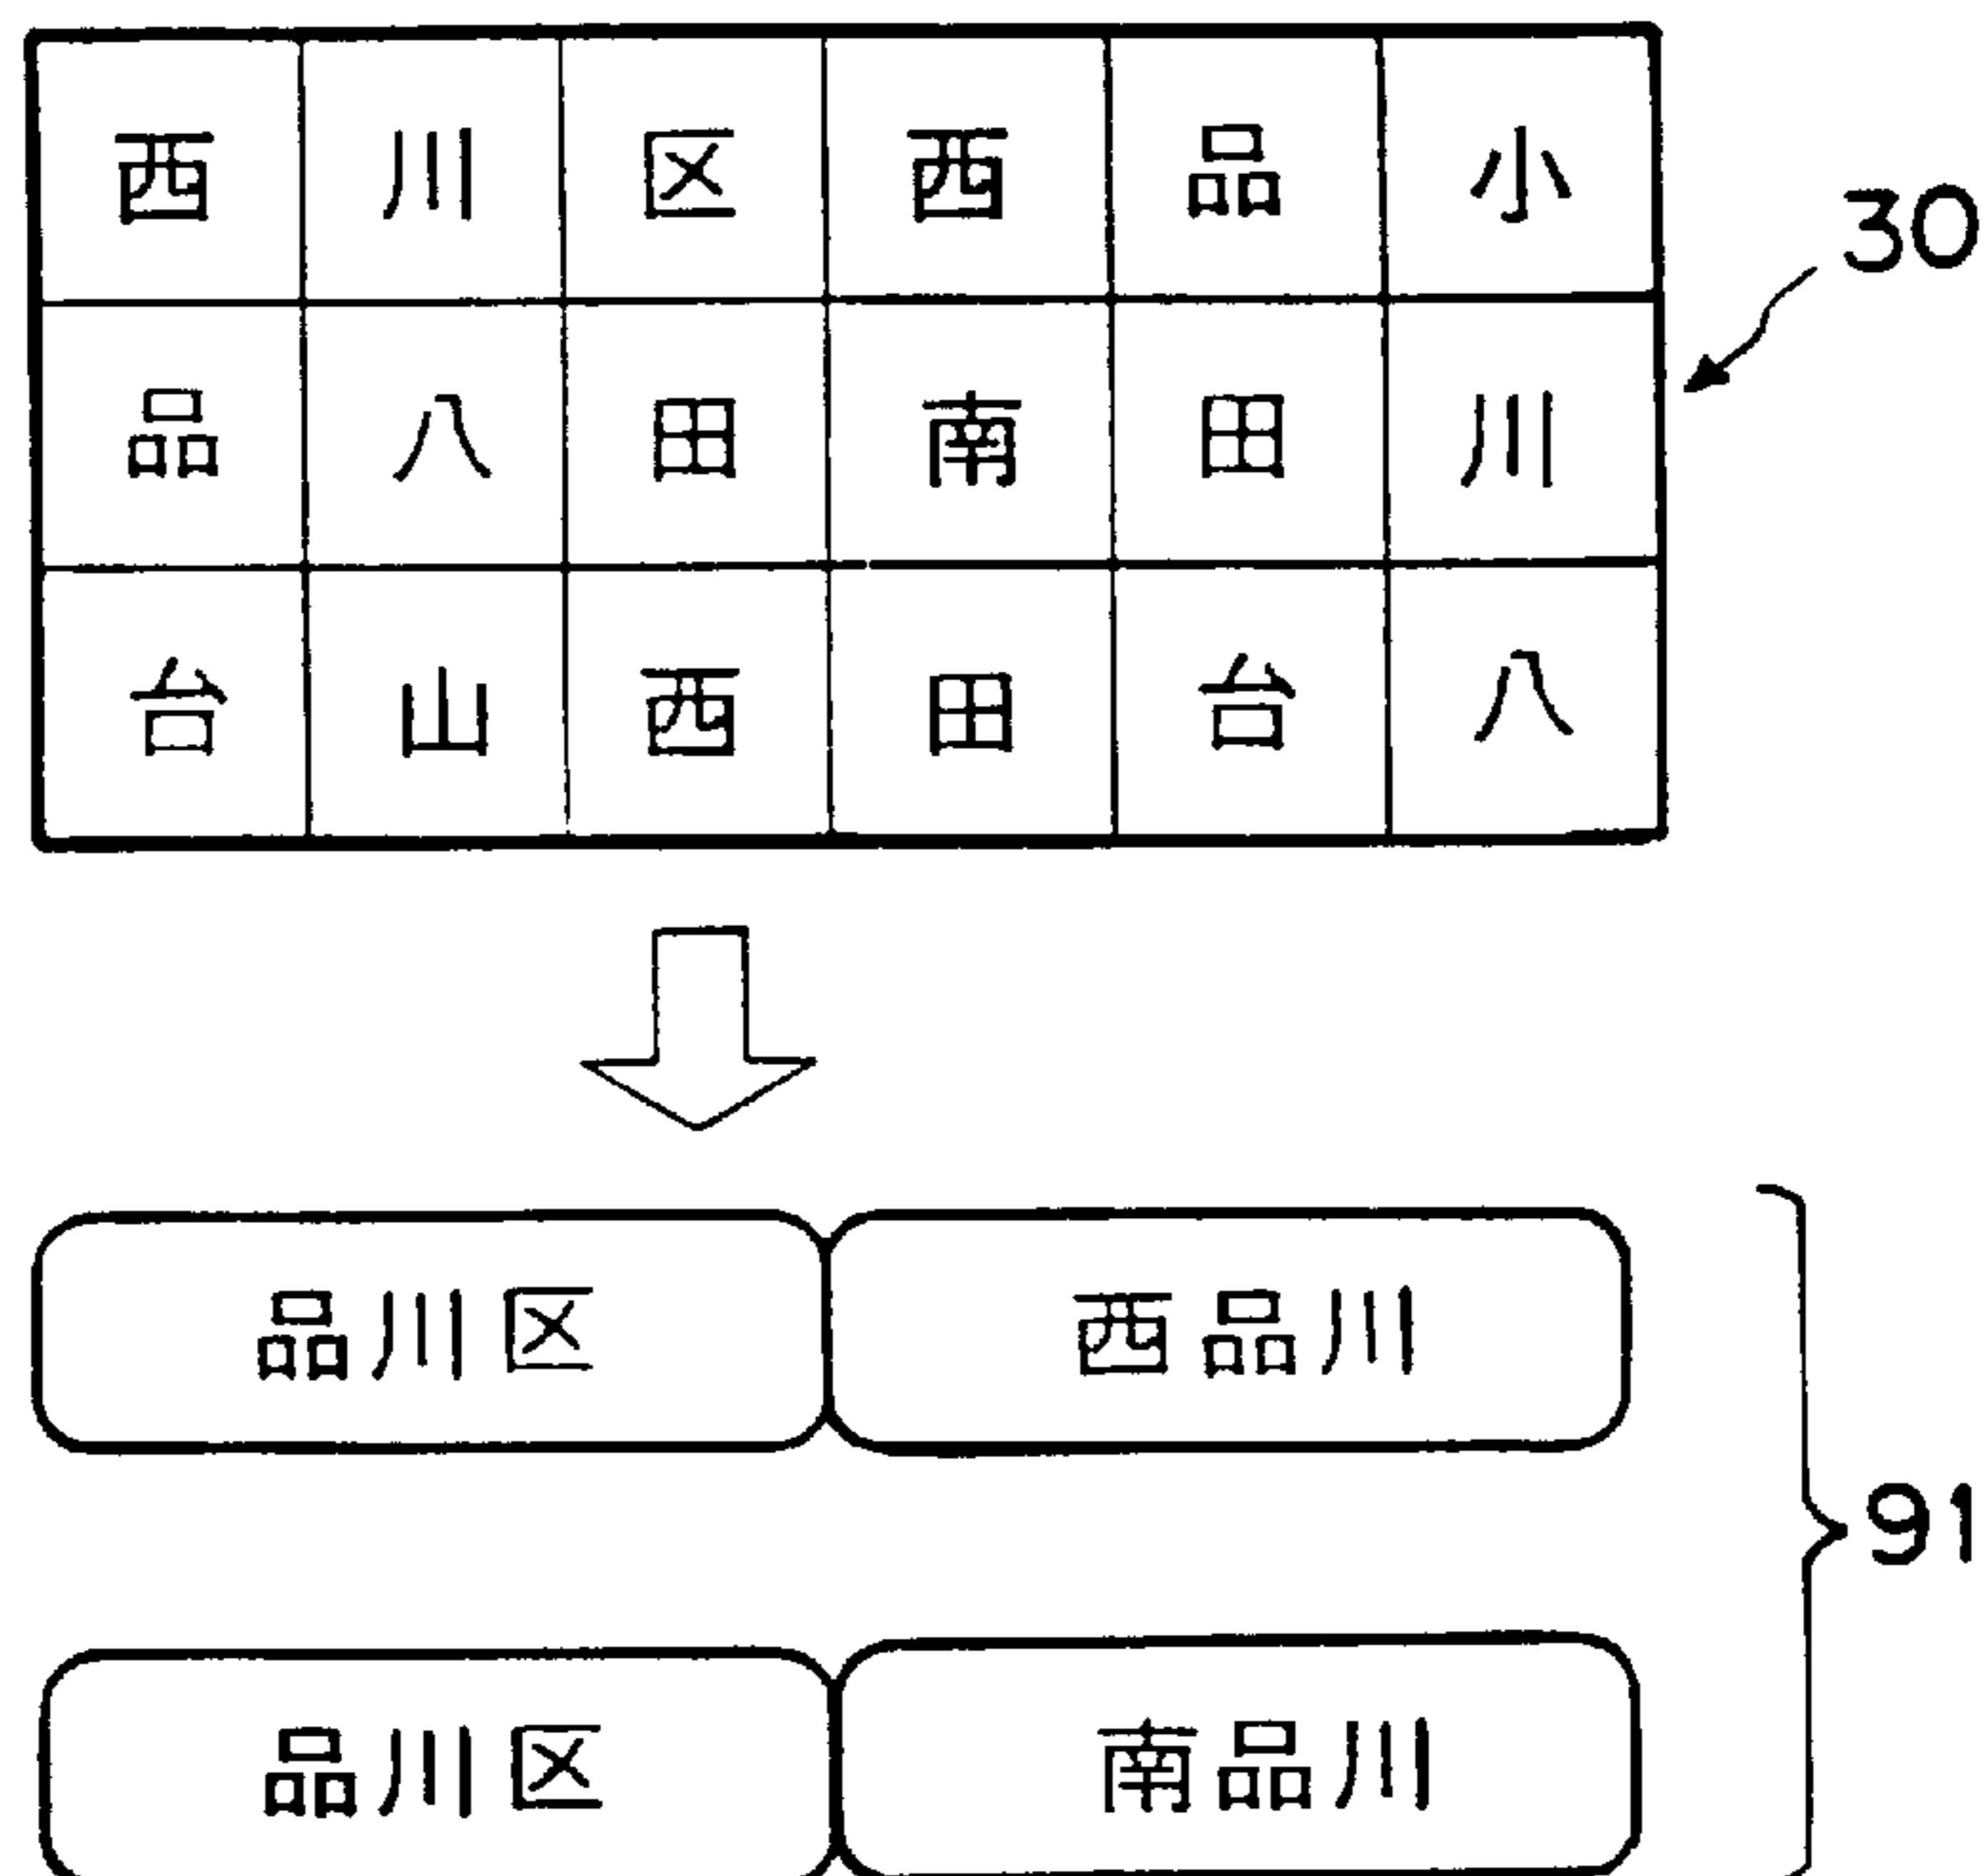 西 川 区 西 品 小
30
品 八 田 南 田 川
台 山 西 田 台 八
品川区 西品川
91
品川区 南品川